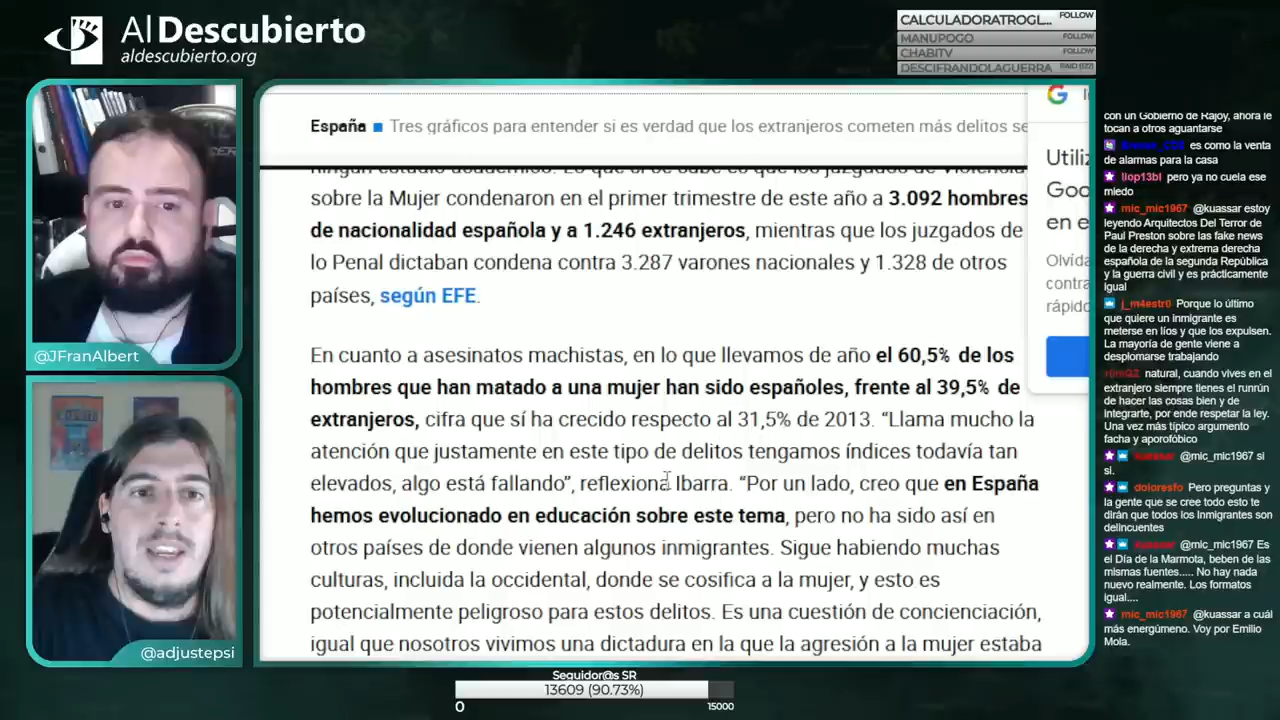 Al Descubierto
aldescubierto.org
CALCULADORATROGL... FOLLOW
MANUPOGO FOLLOW
CHABITV FOLLOW
DESCIFRANDOLAGUERRA RAID
@JFranAlbert
@adjustepsi
España ■ Tres gráficos para entender si es verdad que los extranjeros cometen más delitos se
sobre la Mujer condenaron en el primer trimestre de este año a 3.092 hombres
de nacionalidad española y a 1.246 extranjeros, mientras que los juzgados de
lo Penal dictaban condena contra 3.287 varones nacionales y 1.328 de otros
países, según EFE.
En cuanto a asesinatos machistas, en lo que llevamos de año el 60,5% de los
hombres que han matado a una mujer han sido españoles, frente al 39,5% de
extranjeros, cifra que sí ha crecido respecto al 31,5% de 2013. “Llama mucho la
atención que justamente en este tipo de delitos tengamos índices todavía tan
elevados, algo está fallando”, reflexiona Ibarra. “Por un lado, creo que en España
hemos evolucionado en educación sobre este tema, pero no ha sido así en
otros países de donde vienen algunos inmigrantes. Sigue habiendo muchas
culturas, incluida la occidental, donde se cosifica a la mujer, y esto es
potencialmente peligroso para estos delitos. Es una cuestión de concienciación,
igual que nosotros vivimos una dictadura en la que la agresión a la mujer estaba
G
Utiliz
Goo
en e
Olvida
contra
rápido
con un Gobierno de Rajoy, ahora le
tocan a otros aguantarse
es como la venta
de alarmas para la casa
llop13bl pero ya no cuela ese
miedo
mic_mic1967 @kuassar estoy
leyendo Arquitectos Del Terror de
Paul Preston sobre las fake news
de la derecha y extrema derecha
española de la segunda República
y la guerra civil y es prácticamente
igual
j_m4estr0 Porque lo último
que quiere un inmigrante es
meterse en líos y que los expulsen.
La mayoría de gente viene a
desplomarse trabajando
natural, cuando vives en el
extranjero siempre tienes el runrún
de hacer las cosas bien y de
integrarte, por ende respetar la ley.
Una vez más típico argumento
facha y aporofóbico
kuassar @mic_mic1967 si
si.
doloresfo Pero preguntas y
la gente que se cree todo esto te
dirán que todos los Inmigrantes son
delincuentes
kuassar @mic_mic1967 Es
el Día de la Marmota, beben de las
mismas fuentes..... No hay nada
nuevo realmente. Los formatos
igual....
mic_mic1967 @kuassar a cuál
más energúmeno. Voy por Emilio
Mola.
Seguidor@s SR
13609 (90.73%)
0 15000